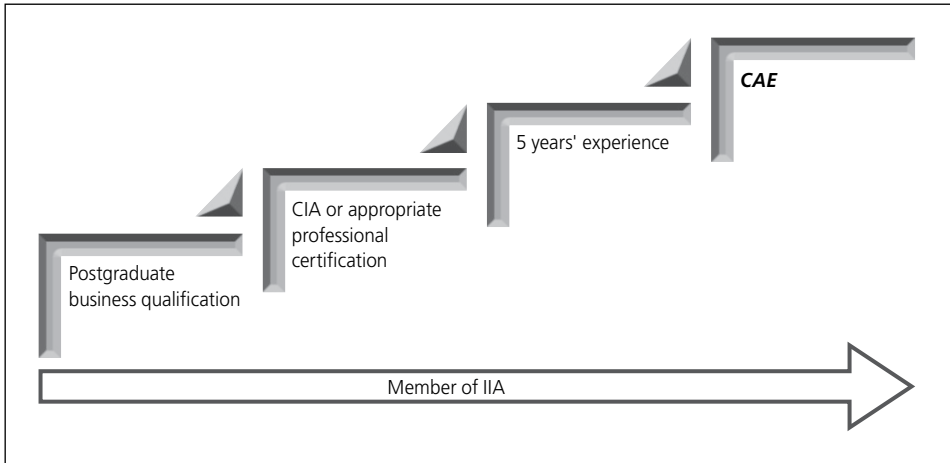 Postgraduate
business qualification
CIA or appropriate
professional
certification
5 years' experience
CAE
Member of IIA